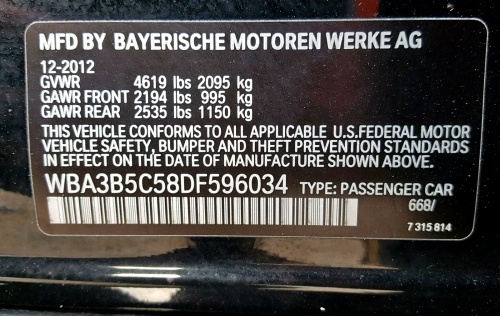 MFD BY BAYERISCHE MOTOREN WERKE AG
12-2012
GVWR 4619 lbs 2095 kg
GAWR FRONT 2194 lbs 995 kg
GAWR REAR 2535 lbs 1150 kg
THIS VEHICLE CONFORMS TO ALL APPLICABLE U.S.FEDERAL MOTOR
VEHICLE SAFETY, BUMPER AND THEFT PREVENTION STANDARDS
IN EFFECT ON THE DATE OF MANUFACTURE SHOWN ABOVE.
WBA3B5C58DF596034 TYPE: PASSENGER CAR
668/
7 315 814